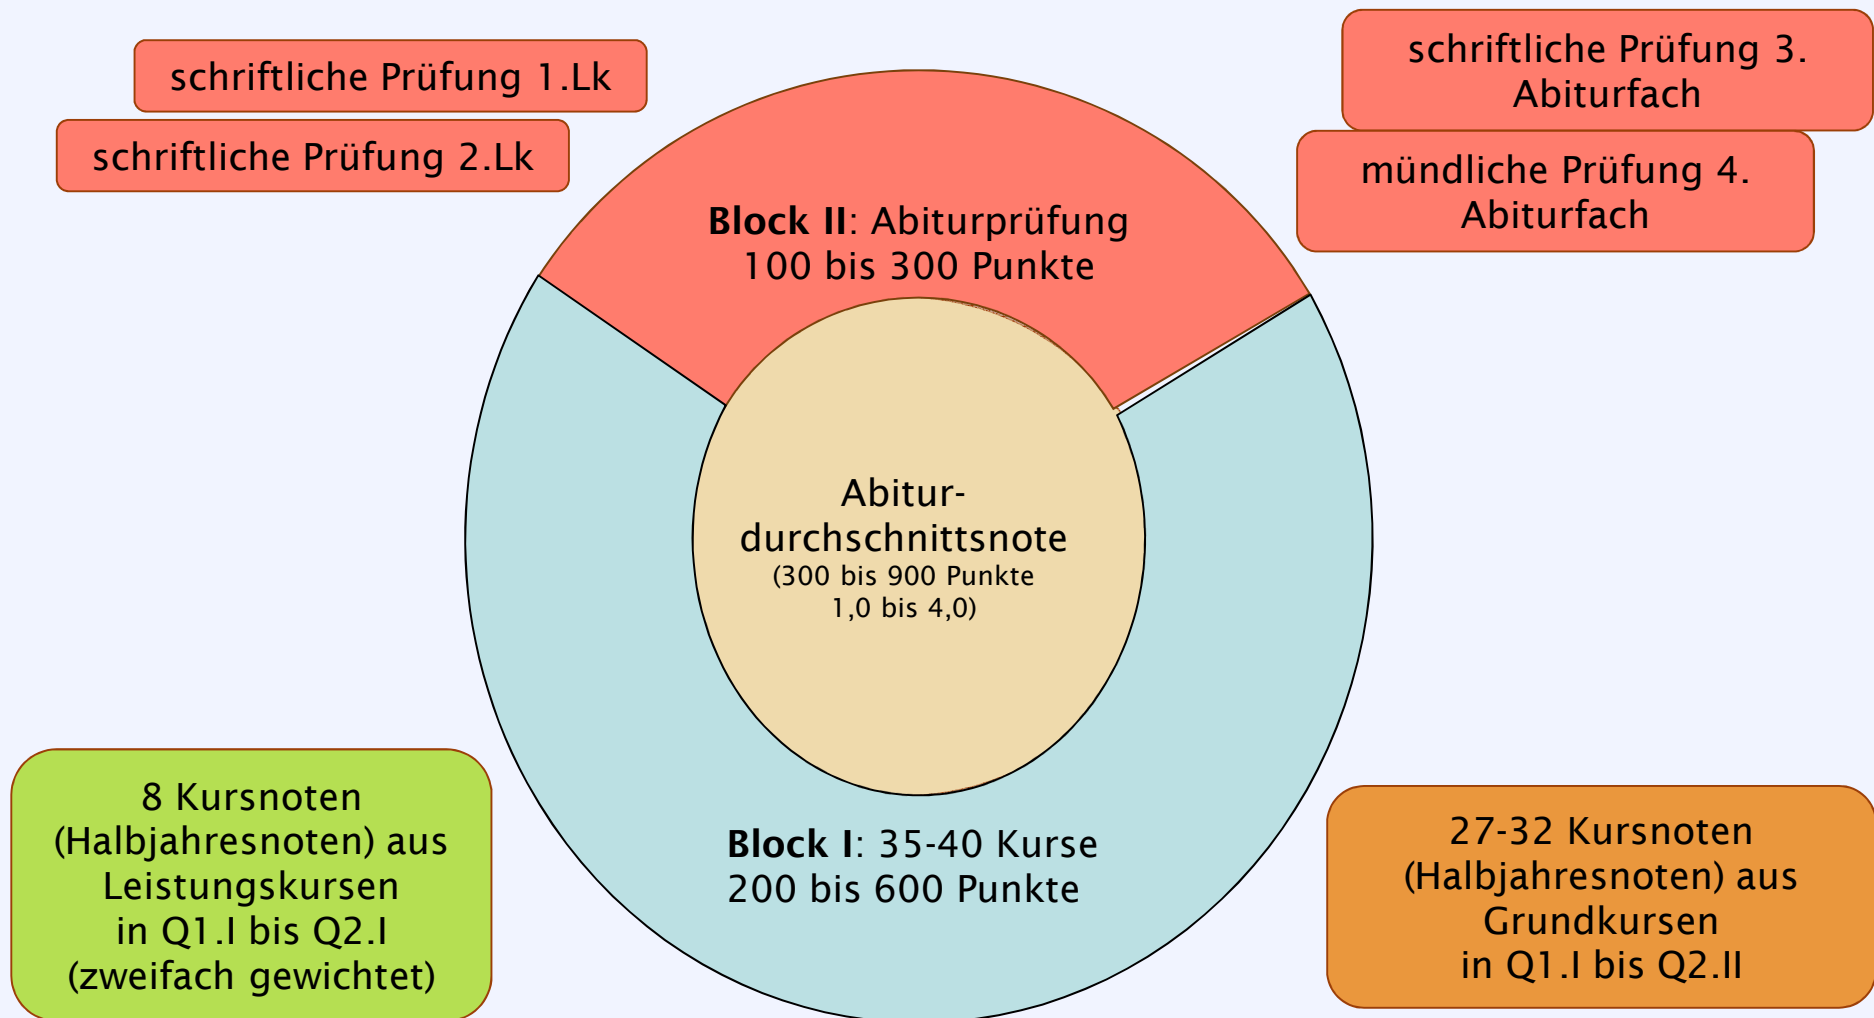 schriftliche Prüfung 1.Lk
schriftliche Prüfung 2.Lk
schriftliche Prüfung 3.
Abiturfach
mündliche Prüfung 4.
Abiturfach
Block II: Abiturprüfung
100 bis 300 Punkte
Abitur-
durchschnittsnote
(300 bis 900 Punkte
1,0 bis 4,0)
8 Kursnoten
(Halbjahresnoten) aus
Leistungskursen
in Q1.I bis Q2.I
(zweifach gewichtet)
Block I: 35-40 Kurse
200 bis 600 Punkte
27-32 Kursnoten
(Halbjahresnoten) aus
Grundkursen
in Q1.I bis Q2.II